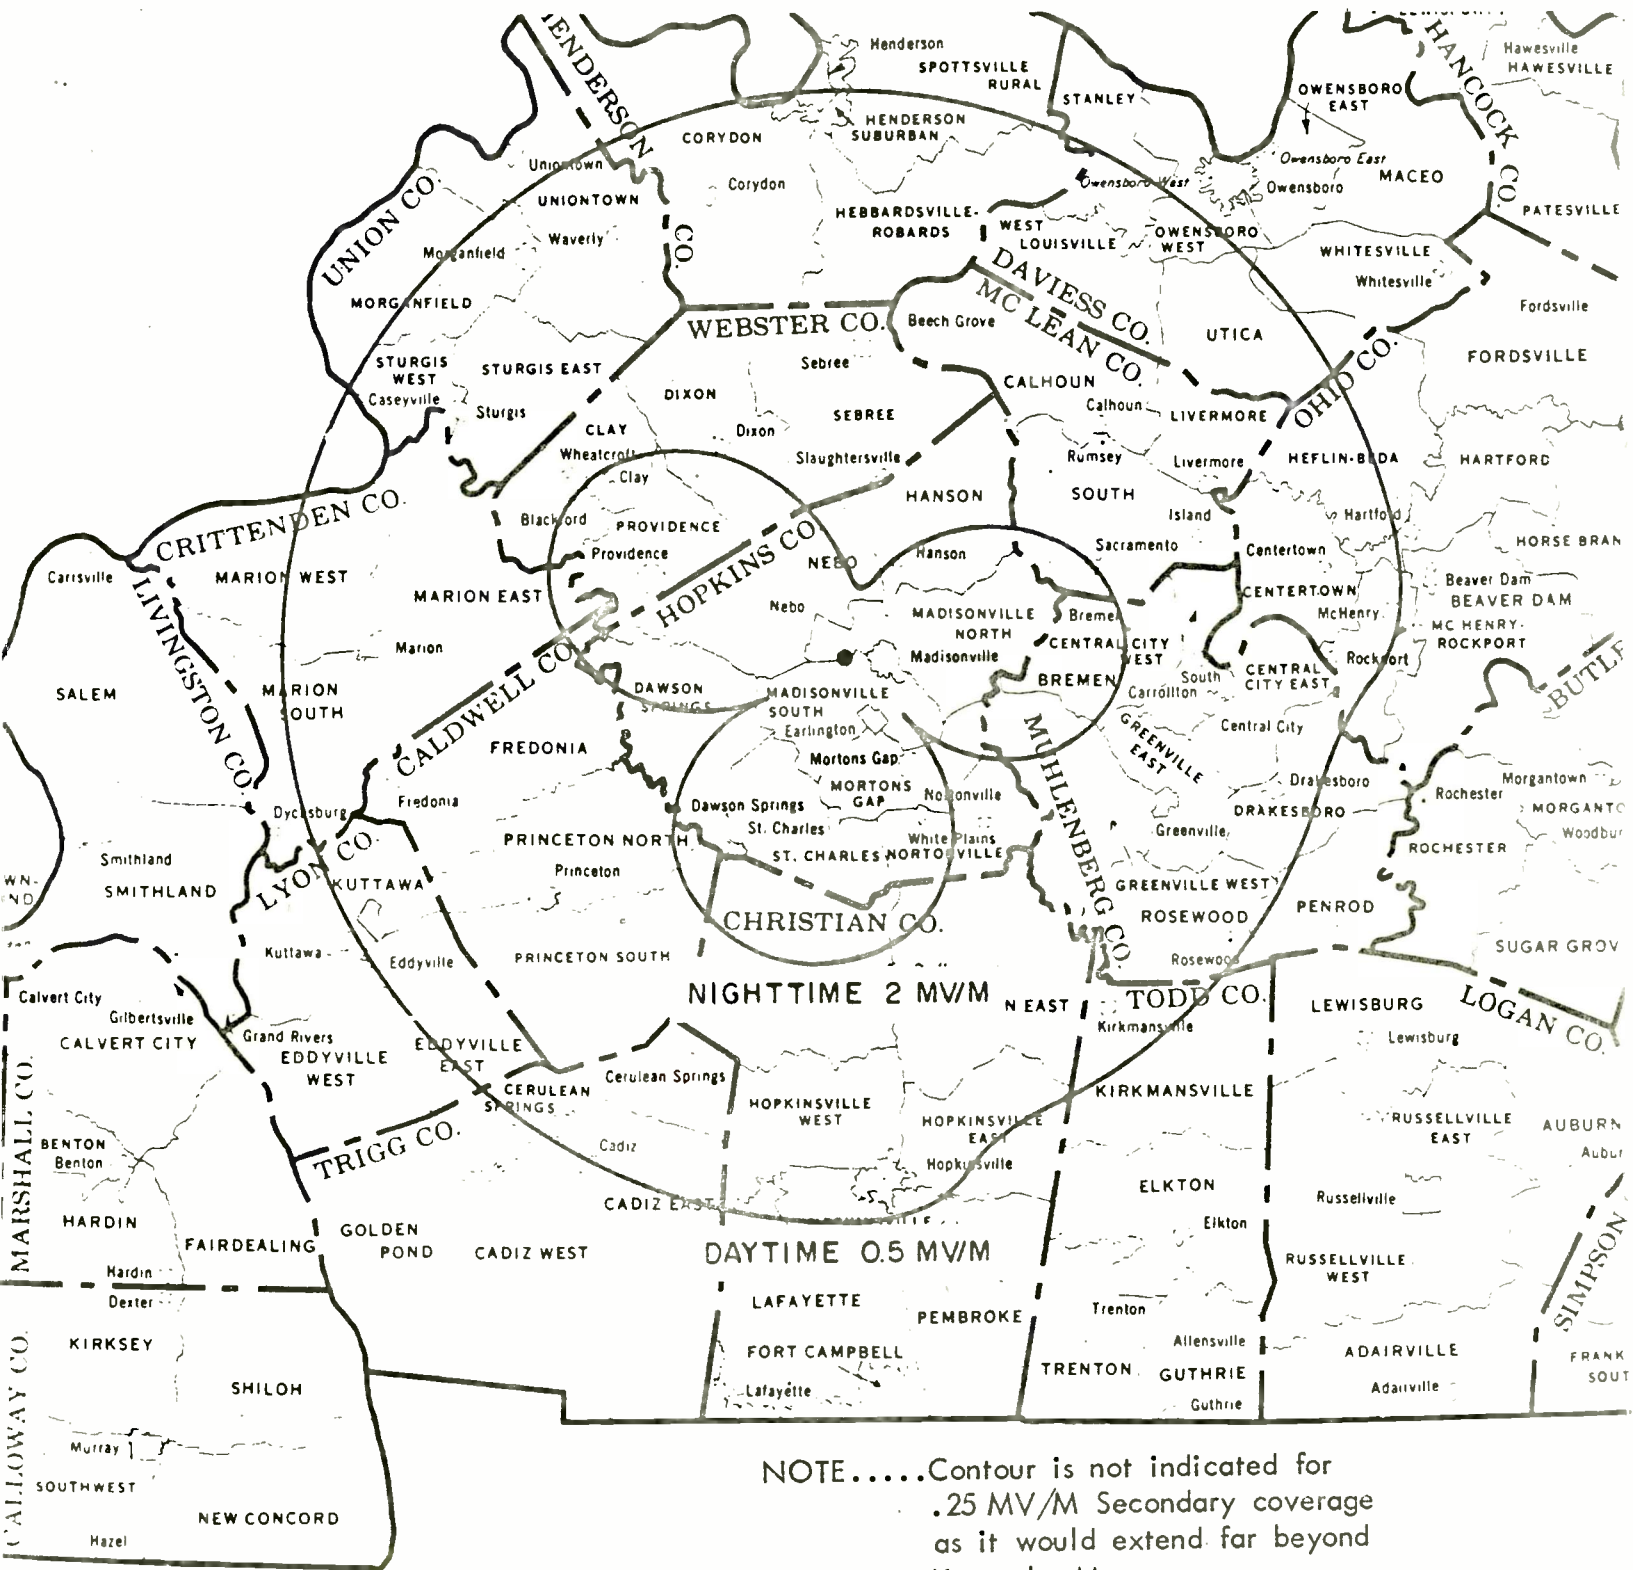 Henderson
Hawesville
HAWESVILLE
SPOTTSVILLE
RURAL
STANLEY
OWENSBORO
EAST
HANCOCK CO.
HENDERSON
SUBURBAN
CORYDON
Uniontown
UNIONTOWN
Corydon
Owensboro East
Owensboro West
Owensboro
MACEO
UNION CO.
HEBBARDSVILLE-
ROBARDS
WEST
LOUISVILLE
OWENSBORO
WEST
PATESVILLE
Waverly
CO.
Morganfield
WHITESVILLE
Whitesville
DAVIESS CO.
MC LEAN CO.
MORGANFIELD
WEBSTER CO.
Beech Grove
Fordsville
UTICA
FORDSVILLE
STURGIS
WEST
STURGIS EAST
Sebree
Caseyville
DIXON
CALHOUN
OHIO CO.
Sturgis
Calhoun
LIVERMORE
SEBREE
CLAY
Dixon
Wheatcroft
Slaughtersville
Rumsey
Livermore
HEFLIN-BEDA
HARTFORD
Clay
CRITTENDEN CO.
HANSON
SOUTH
Blackford
PROVIDENCE
Island
Hartford
HORSE BRAN
Providence
HOPKINS CO.
NEBO
Hanson
Sacramento
Centertown
Carrsville
MARION WEST
MARION EAST
LIVINGSTON CO.
Nebo
MADISONVILLE
NORTH
Bremen
CENTERTOWN
McHenry
Beaver Dam
BEAVER DAM
MC HENRY-
ROCKPORT
Marion
Madisonville
CENTRAL CITY
WEST
BREMEN
South
Carrollton
CENTRAL
CITY EAST
Rockport
BUTLE
SALEM
MARION
SOUTH
CALDWELL CO.
DAWSON
SPRINGS
MADISONVILLE
SOUTH
Earlington
GREENVILLE
EAST
Central City
FREDONIA
Mortons Gap
MORTONS
GAP
MUHLENBERG CO.
Drakesboro
Morgantown
Dycusburg
Fredonia
Dawson Springs
Nortonville
DRAKESBORO
Rochester
MORGANTO
St. Charles
Greenville
Woodbur
PRINCETON NORTH
White Plains
ST. CHARLES
NORTONVILLE
ROCHESTER
Smithland
SMITHLAND
LYON CO.
KUTTAWA
Princeton
GREENVILLE WEST
WN-
ND
CHRISTIAN CO.
ROSEWOOD
PENROD
Kuttawa
Eddyville
PRINCETON SOUTH
Rosewood
SUGAR GROV
NIGHTTIME 2 MV/M
N EAST
TODD CO.
LEWISBURG
LOGAN CO.
Calvert City
Gilbertsville
CALVERT CITY
Grand Rivers
EDDYVILLE
WEST
EDDYVILLE
EAST
Kirkmansville
Lewisburg
CERULEAN
SPRINGS
Cerulean Springs
KIRKMANSVILLE
MARSHALL CO.
HOPKINSVILLE
WEST
HOPKINSVILLE
EAST
RUSSELLVILLE
EAST
AUBURN
Aubur
BENTON
Benton
TRIGG CO.
Cadiz
Hopkinsville
ELKTON
Russellville
CADIZ EAST
HARDIN
GOLDEN
POND
Elkton
FAIRDEALING
CADIZ WEST
DAYTIME 0.5 MV/M
RUSSELLVILLE
WEST
SIMPSON
Hardin
Dexter
LAFAYETTE
PEMBROKE
Trenton
KIRKSEY
FORT CAMPBELL
Allensville
ADAIRVILLE
FRANK
SOUT
SHILOH
Lafayette
TRENTON
GUTHRIE
Adairville
Guthrie
CALLOWAY CO.
Murray
SOUTHWEST
NEW CONCORD
Hazel
NOTE.....Contour is not indicated for
.25 MV/M Secondary coverage
as it would extend far beyond